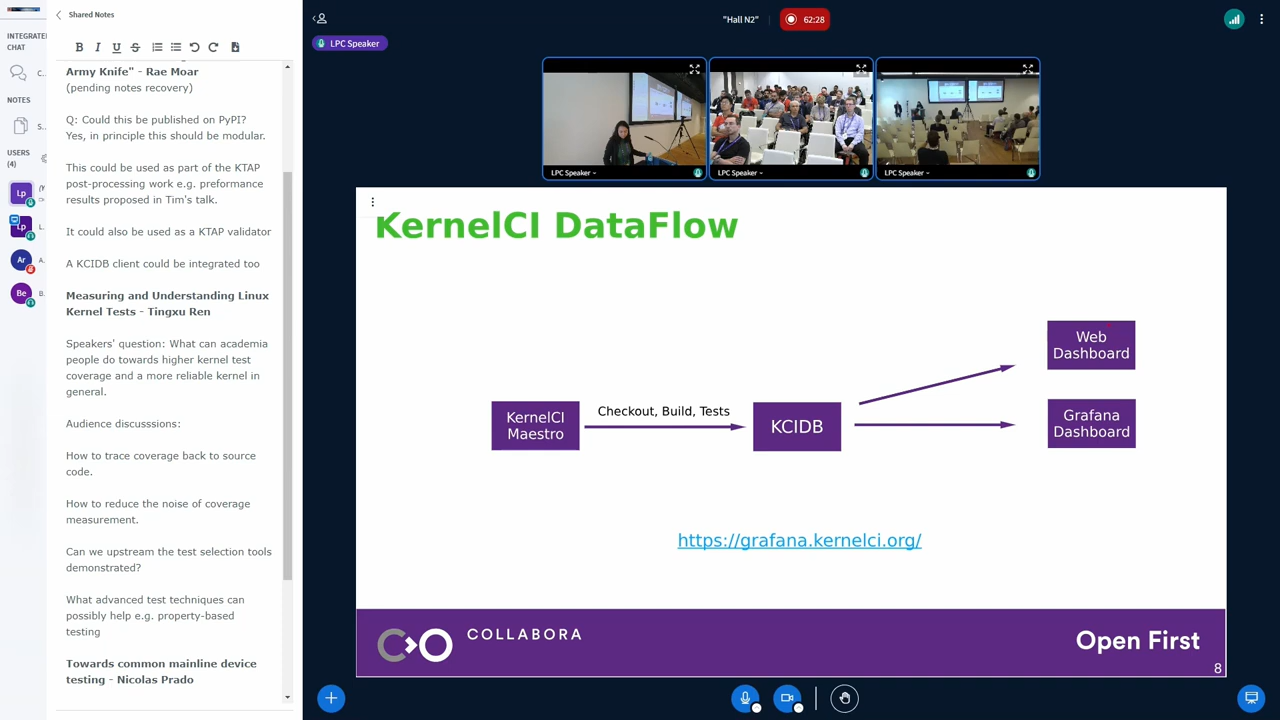 INTEGRATE
CHAT
C..
NOTES
S..
USERS
(4)
Lp
(M
Lp
L.
Ar
A.
Be
B.
Shared Notes
B I U S
Army Knife" - Rae Moar
(pending notes recovery)
Q: Could this be published on PyPI?
Yes, in principle this should be modular.
This could be used as part of the KTAP
post-processing work e.g. preformance
results proposed in Tim's talk.
It could also be used as a KTAP validator
A KCIDB client could be integrated too
Measuring and Understanding Linux
Kernel Tests - Tingxu Ren
Speakers' question: What can academia
people do towards higher kernel test
coverage and a more reliable kernel in
general.
Audience discusssions:
How to trace coverage back to source
code.
How to reduce the noise of coverage
measurement.
Can we upstream the test selection tools
demonstrated?
What advanced test techniques can
possibly help e.g. property-based
testing
Towards common mainline device
testing - Nicolas Prado
"Hall N2"
62:28
LPC Speaker
LPC Speaker
LPC Speaker
LPC Speaker
KernelCI DataFlow
KernelCI
Maestro
Checkout, Build, Tests
KCIDB
Web
Dashboard
Grafana
Dashboard
https://grafana.kernelci.org/
COLLABORA
Open First
8